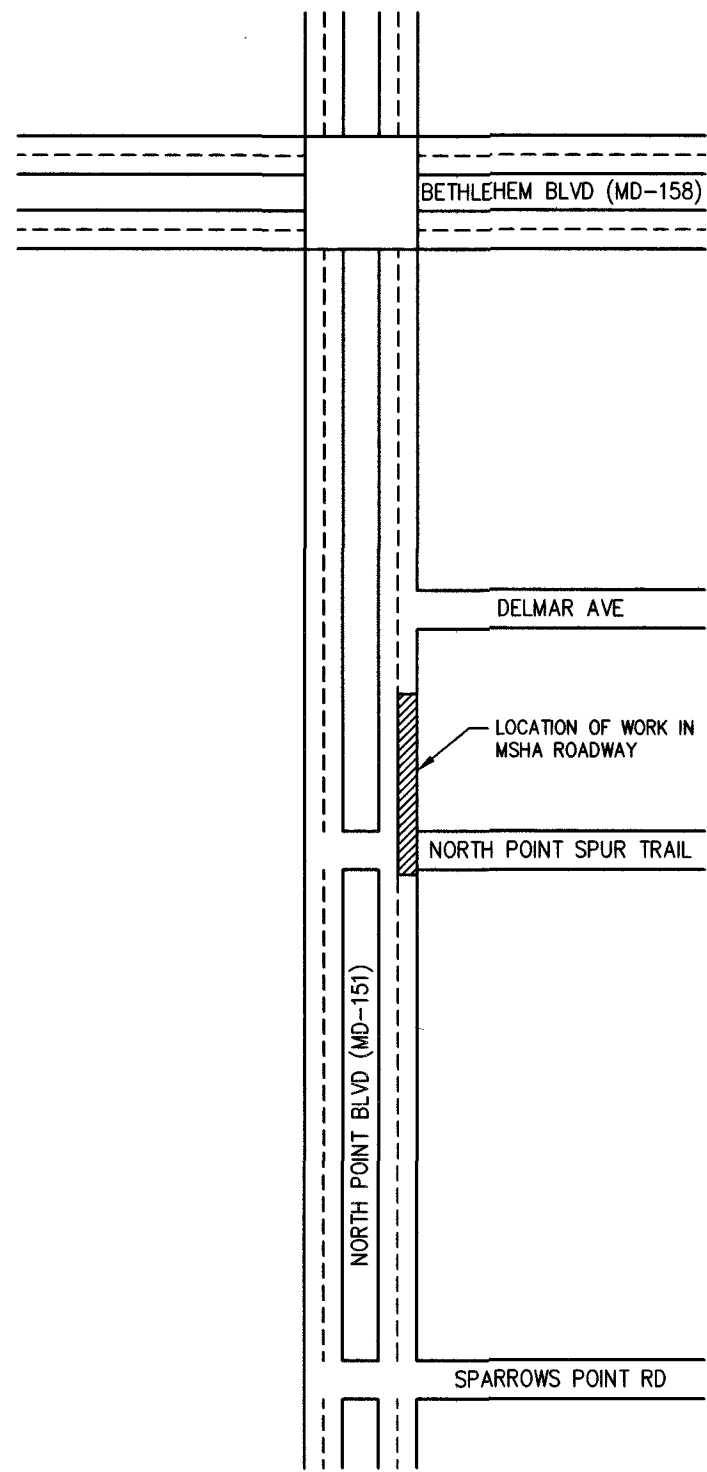 BETHLEHEM BLVD (MD-158)
DELMAR AVE
LOCATION OF WORK IN
MSHA ROADWAY
NORTH POINT SPUR TRAIL
NORTH POINT BLVD (MD-151)
SPARROWS POINT RD